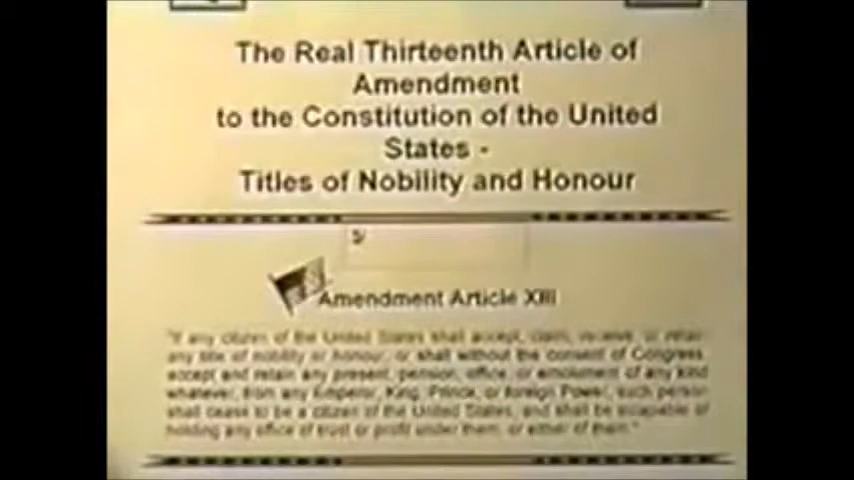 The Real Thirteenth Article of
Amendment
to the Constitution of the United
States -
Titles of Nobility and Honour
Amendment Article XIII
"If any citizen of the United States shall accept, claim, receive, or retain
any title of nobility or honour, or shall without the consent of Congress,
accept and retain any present, pension, office, or emolument of any kind
whatever, from any Emperor, King, Prince, or foreign Power, such person
shall cease to be a citizen of the United States, and shall be incapable of
holding any office of trust or profit under them, or either of them."